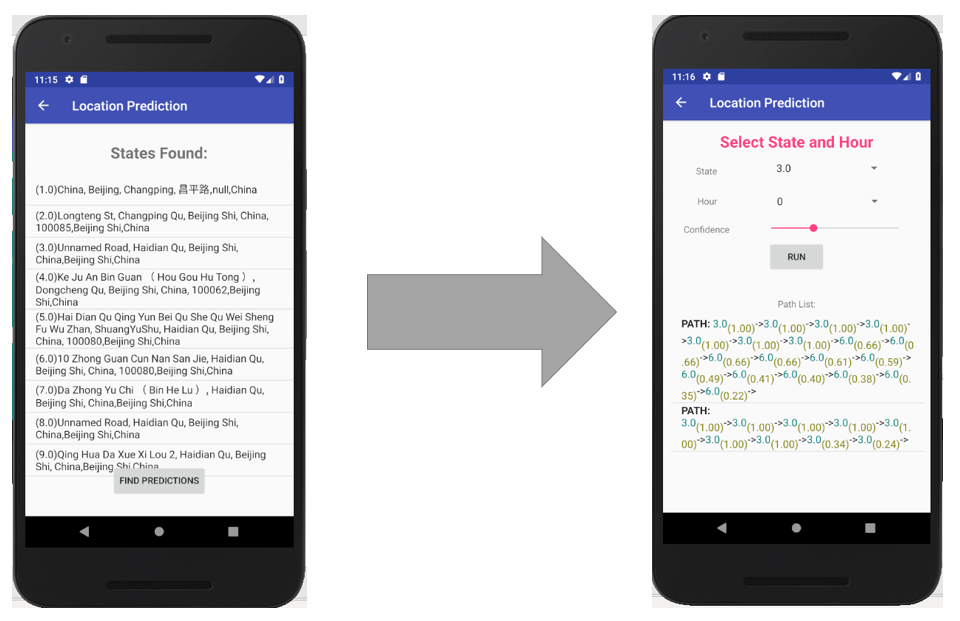 11:15
Location Prediction
States Found:
(1.0)China, Beijing, Changping, 昌平路,null,China
(2.0)Longteng St, Changping Qu, Beijing Shi, China,
100085,Beijing Shi,China
(3.0)Unnamed Road, Haidian Qu, Beijing Shi,
China,Beijing Shi,China
(4.0)Ke Ju An Bin Guan （ Hou Gou Hu Tong ）,
Dongcheng Qu, Beijing Shi, China, 100062,Beijing
Shi,China
(5.0)Hai Dian Qu Qing Yun Bei Qu She Qu Wei Sheng
Fu Wu Zhan, ShuangYuShu, Haidian Qu, Beijing Shi,
China, 100080,Beijing Shi,China
(6.0)10 Zhong Guan Cun Nan San Jie, Haidian Qu,
Beijing Shi, China, 100080,Beijing Shi,China
(7.0)Da Zhong Yu Chi （ Bin He Lu ）, Haidian Qu,
Beijing Shi, China,Beijing Shi,China
(8.0)Unnamed Road, Haidian Qu, Beijing Shi,
China,Beijing Shi,China
(9.0)Qing Hua Da Xue Xi Lou 2, Haidian Qu, Beijing
Shi, China,Beijing Shi,China
FIND PREDICTIONS
11:16
Location Prediction
Select State and Hour
State 3.0
Hour 0
Confidence
RUN
Path List:
PATH: 3.0(1.00)->3.0(1.00)->3.0(1.00)->3.0(1.00)-
>3.0(1.00)->3.0(1.00)->3.0(1.00)->6.0(0.66)->6.0(0
.66)->6.0(0.66)->6.0(0.66)->6.0(0.61)->6.0(0.59)->
6.0(0.49)->6.0(0.41)->6.0(0.40)->6.0(0.38)->6.0(0.
35)->6.0(0.22)->
PATH:
3.0(1.00)->3.0(1.00)->3.0(1.00)->3.0(1.00)->3.0(1.
00)->3.0(1.00)->3.0(1.00)->3.0(0.34)->3.0(0.24)->